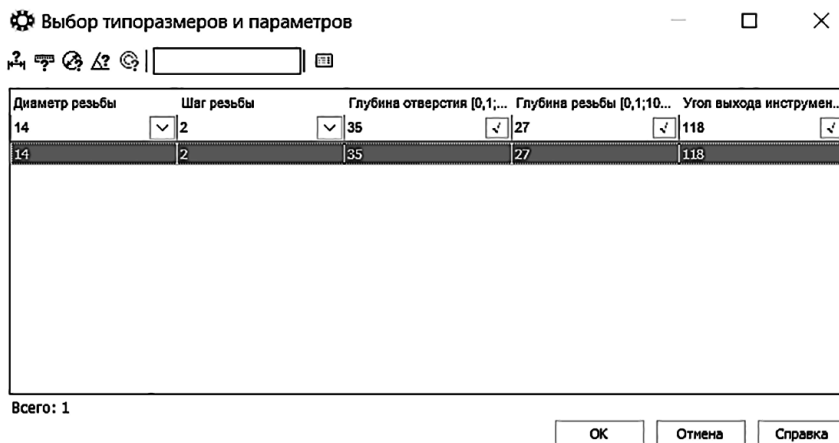 Выбор типоразмеров и параметров
Диаметр резьбы Шаг резьбы Глубина отверстия [0,1;... Глубина резьбы [0,1;10... Угол выхода инструмен...
14 2 35 27 118
14 2 35 27 118
Всего: 1
ОК Отмена Справка